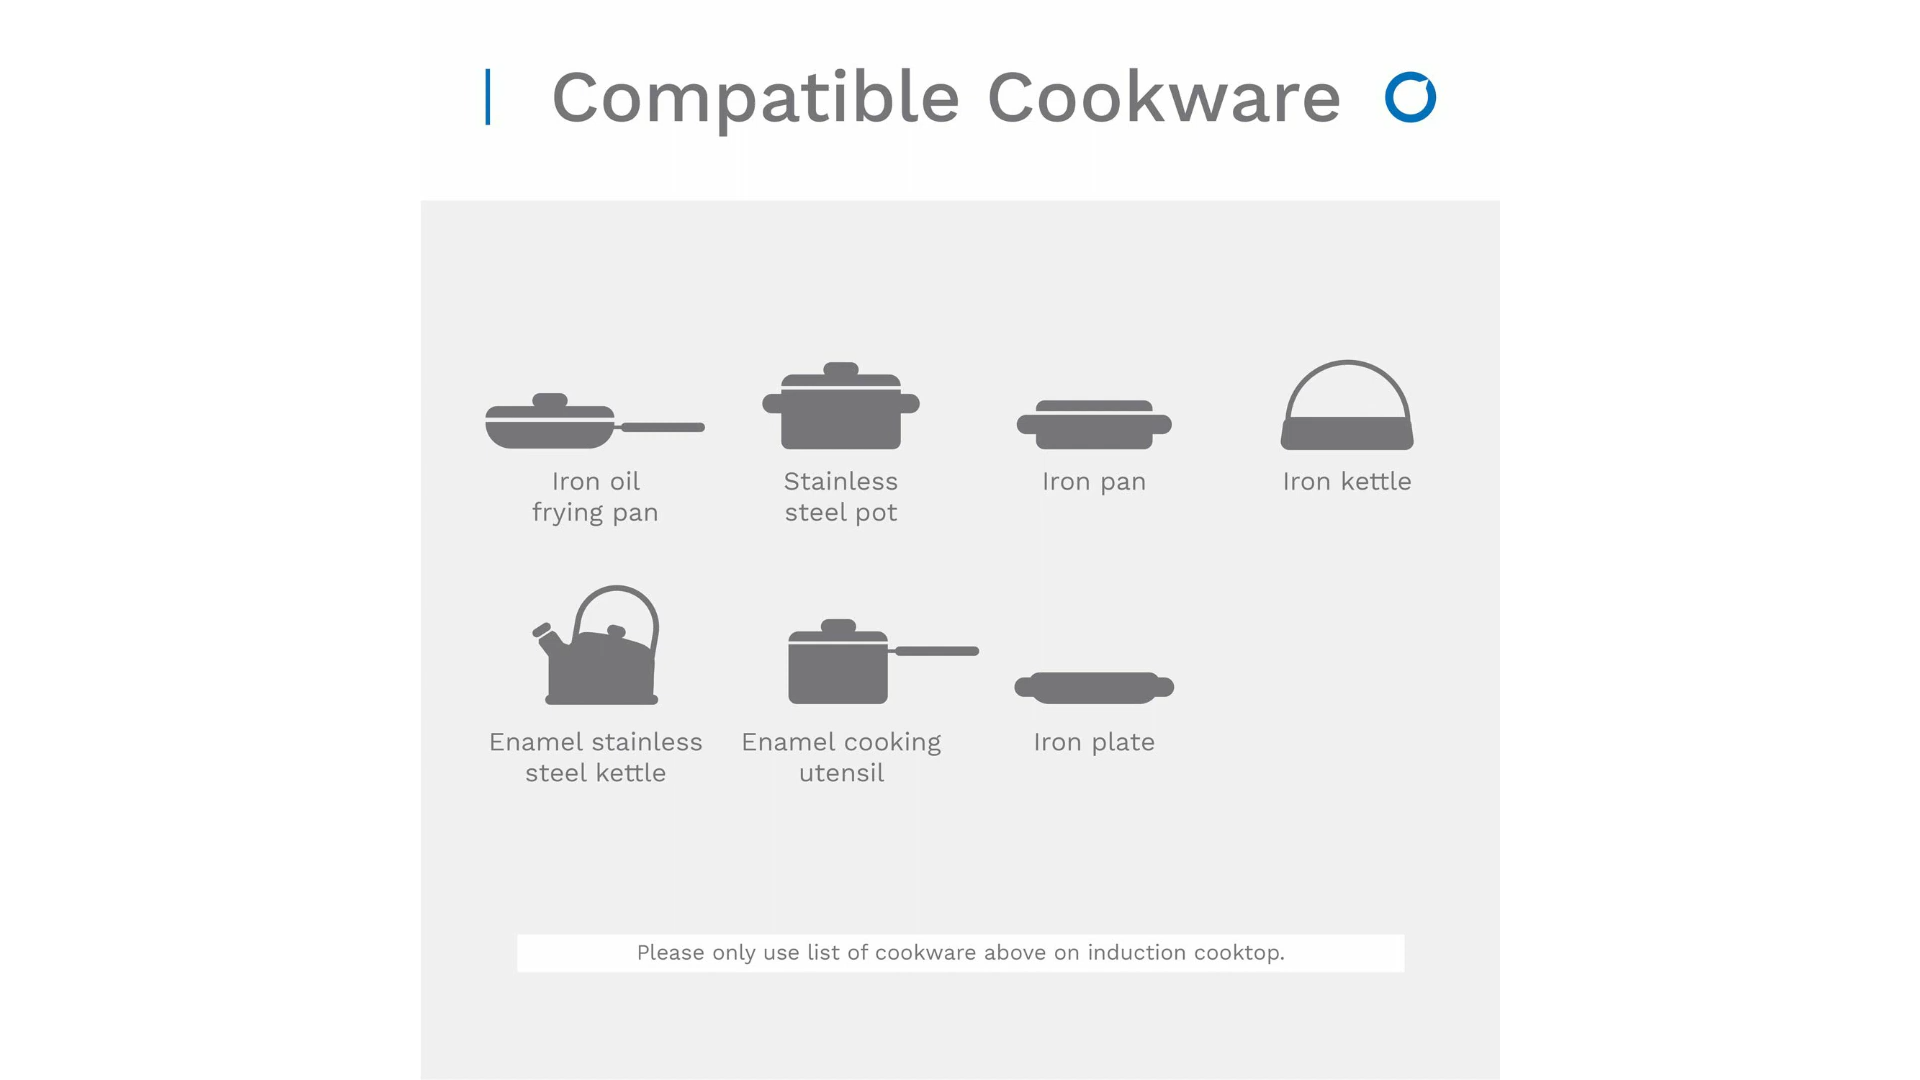 Compatible Cookware
Iron oil
frying pan
Stainless
steel pot
Iron pan
Iron kettle
Enamel stainless
steel kettle
Enamel cooking
utensil
Iron plate
Please only use list of cookware above on induction cooktop.